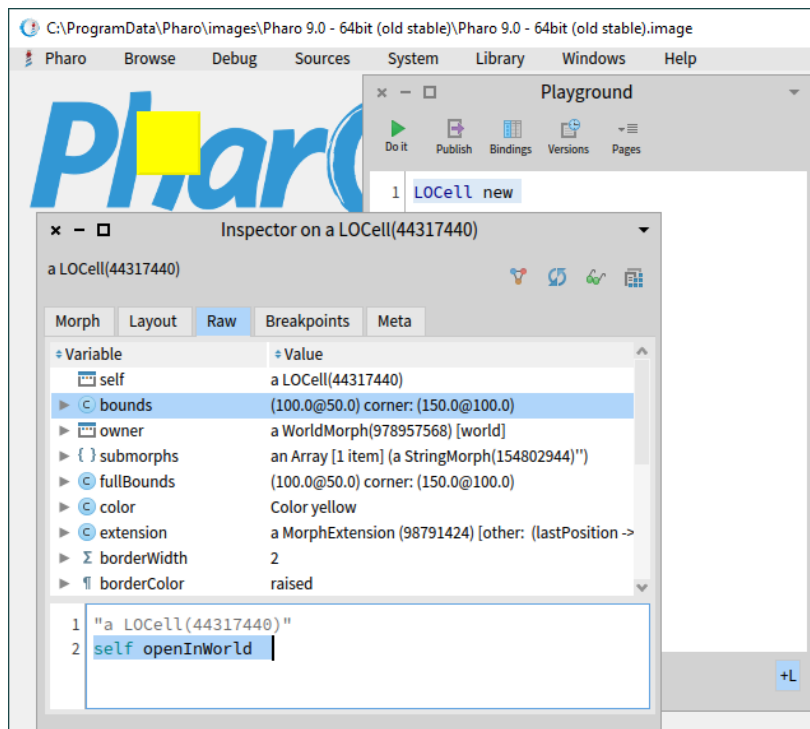 C:\ProgramData\Pharo\images\Pharo 9.0 - 64bit (old stable)\Pharo 9.0 - 64bit (old stable).image
Pharo Browse Debug Sources System Library Windows Help
Pharo
Playground
Do it Publish Bindings Versions Pages
1 LOCell new
Inspector on a LOCell(44317440)
a LOCell(44317440)
Morph Layout Raw Breakpoints Meta
Variable Value
self a LOCell(44317440)
bounds (100.0@50.0) corner: (150.0@100.0)
owner a WorldMorph(978957568) [world]
{ } submorphs an Array [1 item] (a StringMorph(154802944)'')
fullBounds (100.0@50.0) corner: (150.0@100.0)
color Color yellow
extension a MorphExtension (98791424) [other: (lastPosition ->
Σ borderWidth 2
¶ borderColor raised
1 "a LOCell(44317440)"
2 self openInWorld
+L